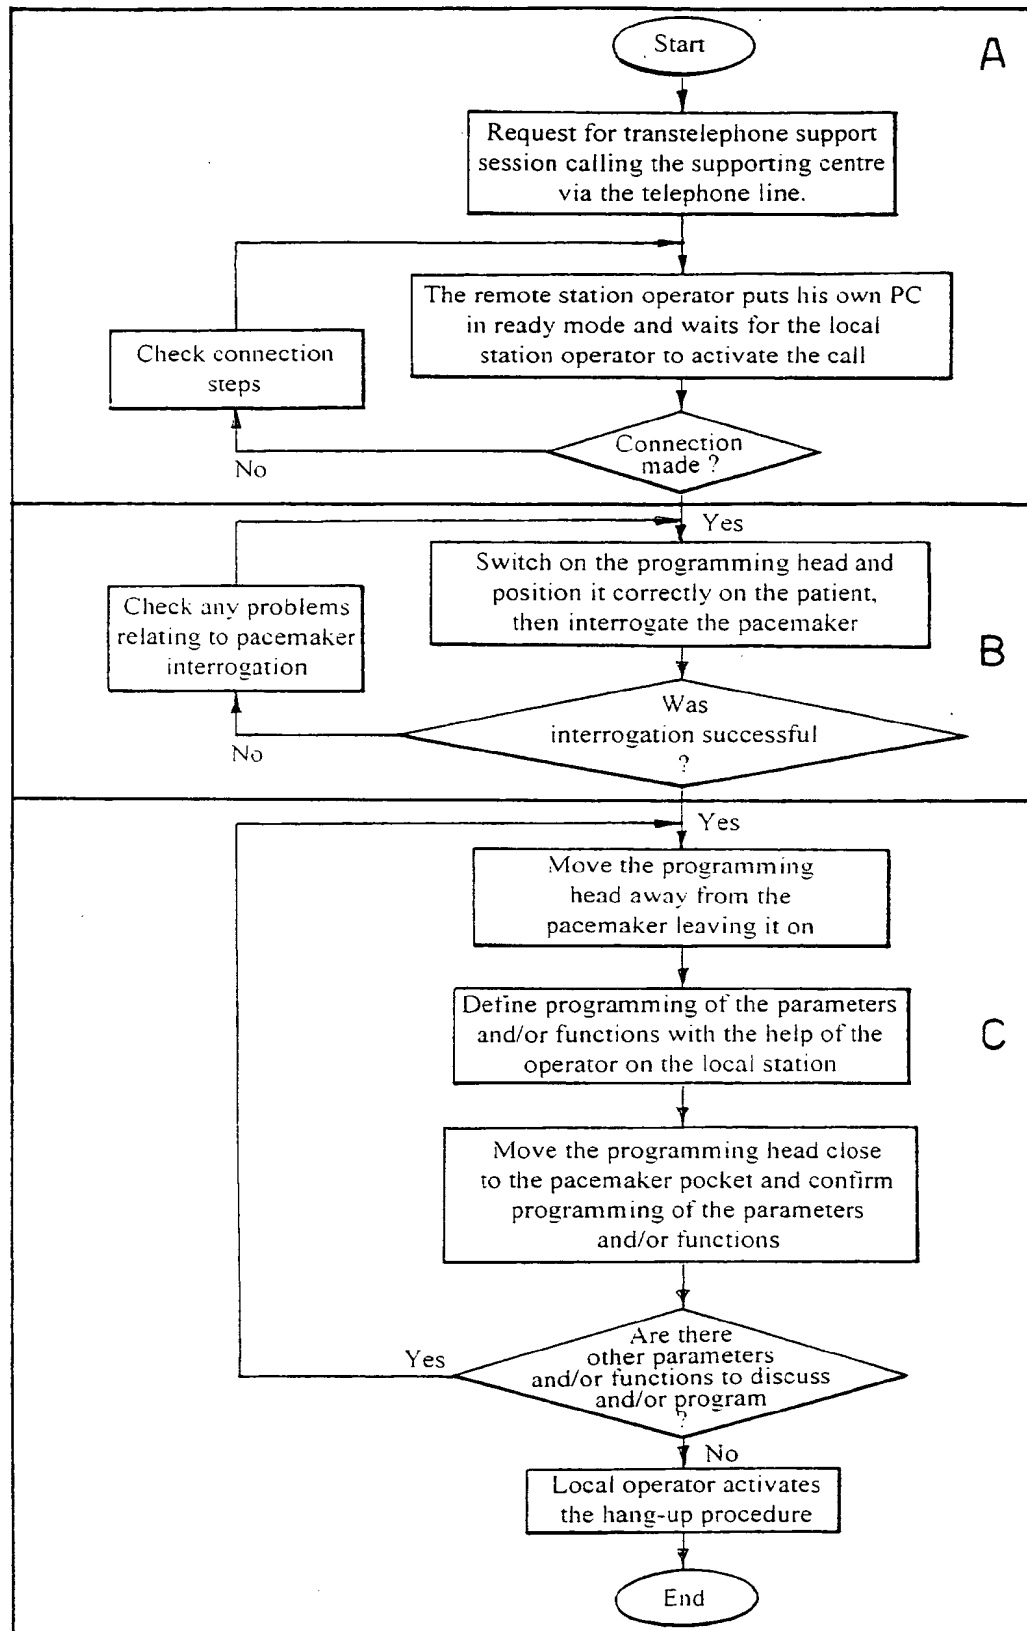 Start
A
Request for transtelephone support
session calling the supporting centre
via the telephone line.
The remote station operator puts his own PC
in ready mode and waits for the local
station operator to activate the call
Check connection
steps
Connection
made ?
No
Yes
Switch on the programming head and
position it correctly on the patient,
then interrogate the pacemaker
Check any problems
relating to pacemaker
interrogation
B
Was
interrogation successful
?
No
Yes
Move the programming
head away from the
pacemaker leaving it on
Define programming of the parameters
and/or functions with the help of the
operator on the local station
C
Move the programming head close
to the pacemaker pocket and confirm
programming of the parameters
and/or functions
Are there
other parameters
and/or functions to discuss
and/or program
?
Yes
No
Local operator activates
the hang-up procedure
End